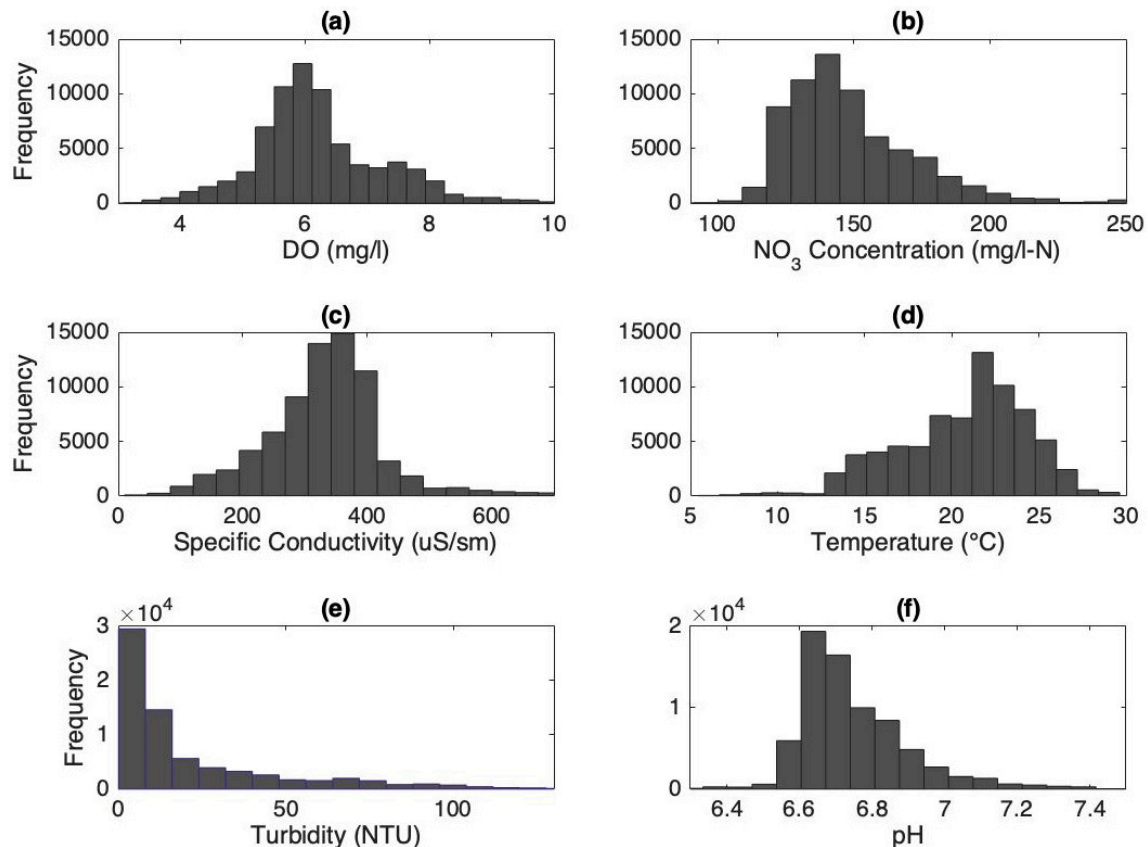 (a)
15000
10000
5000
0
Frequency
4 6 8 10
DO (mg/l)
(b)
15000
10000
5000
0
100 150 200 250
NO3 Concentration (mg/l-N)
(c)
15000
10000
5000
0
Frequency
0 200 400 600
Specific Conductivity (uS/sm)
(d)
15000
10000
5000
0
5 10 15 20 25 30
Temperature (°C)
(e)
×10^4
3
2
1
0
Frequency
0 50 100
Turbidity (NTU)
(f)
×10^4
2
1
0
6.4 6.6 6.8 7 7.2 7.4
pH